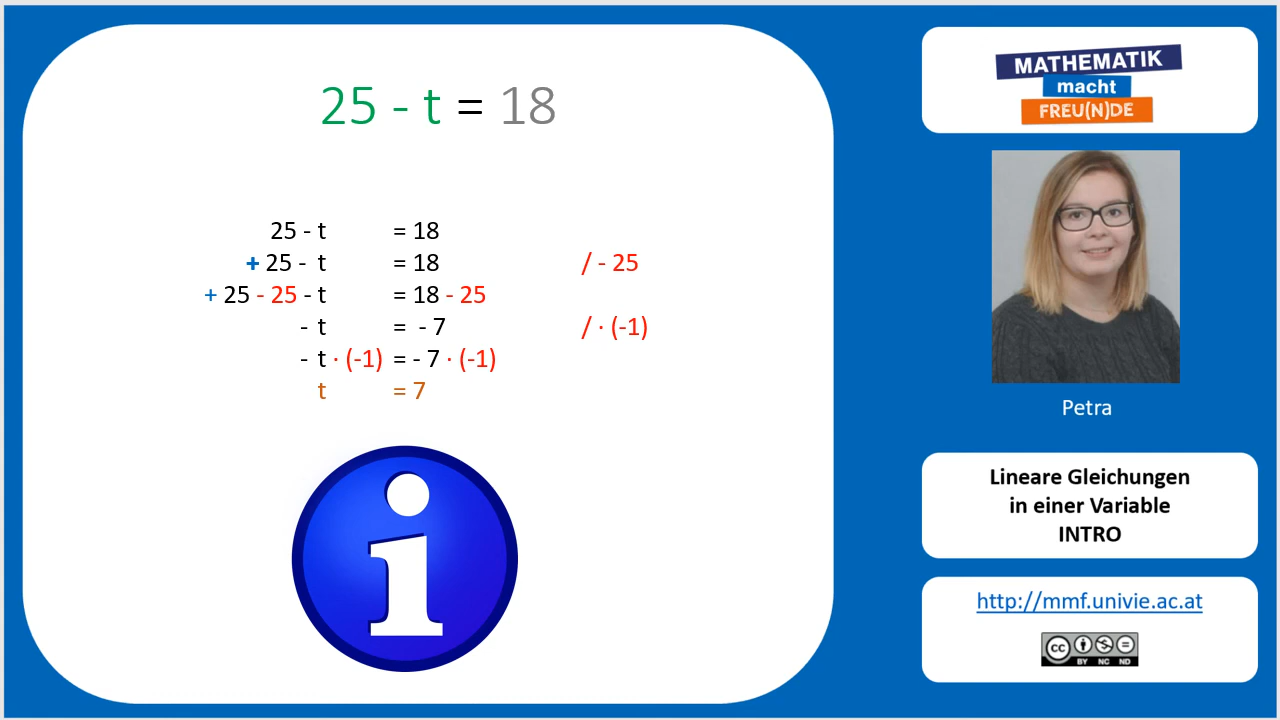 25 - t = 18
25 - t = 18
+ 25 - t = 18 / - 25
+ 25 - 25 - t = 18 - 25
- t = - 7 / · (-1)
- t · (-1) = - 7 · (-1)
t = 7
i
MATHEMATIK
macht
FREU(N)DE
Petra
Lineare Gleichungen
in einer Variable
INTRO
http://mmf.univie.ac.at
CC
BY NC ND